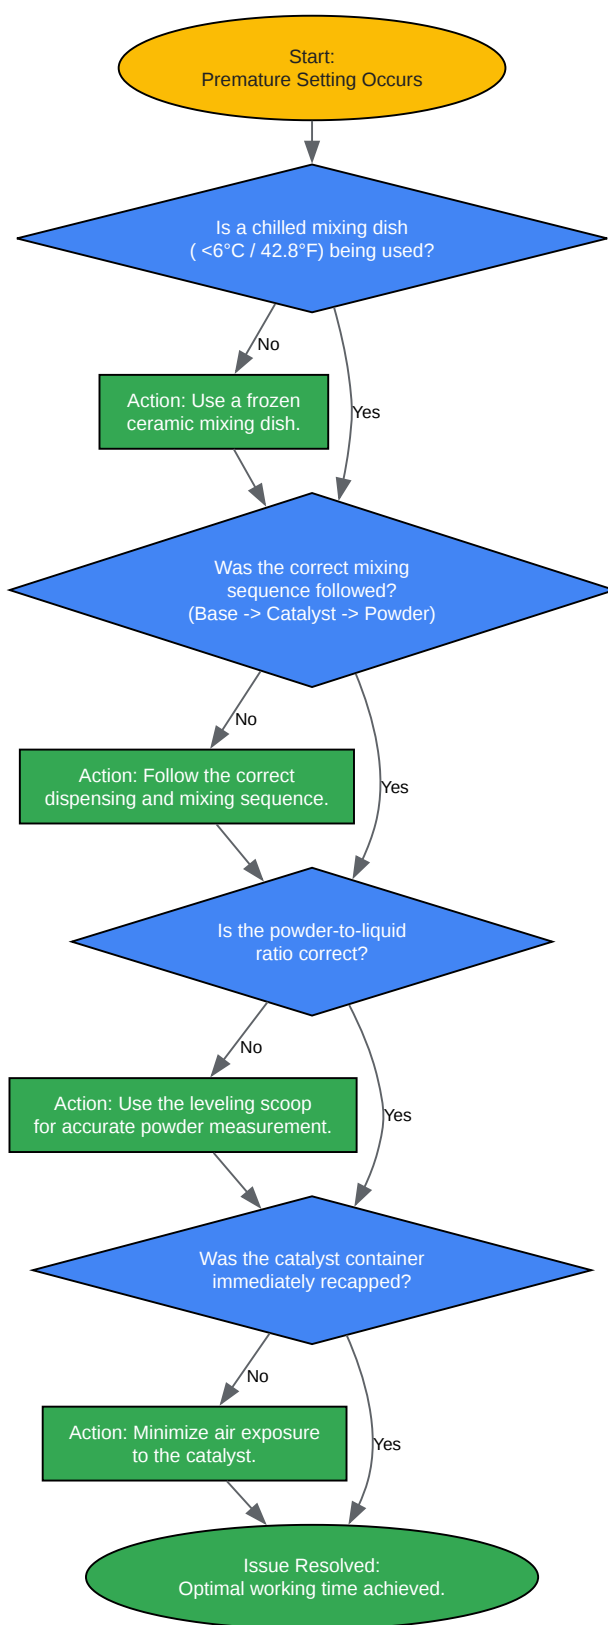 Start:
Premature Setting Occurs
Is a chilled mixing dish
( <6°C / 42.8°F) being used?
No
Yes
Action: Use a frozen
ceramic mixing dish.
Was the correct mixing
sequence followed?
(Base -> Catalyst -> Powder)
No
Yes
Action: Follow the correct
dispensing and mixing sequence.
Is the powder-to-liquid
ratio correct?
No
Yes
Action: Use the leveling scoop
for accurate powder measurement.
Was the catalyst container
immediately recapped?
No
Yes
Action: Minimize air exposure
to the catalyst.
Issue Resolved:
Optimal working time achieved.